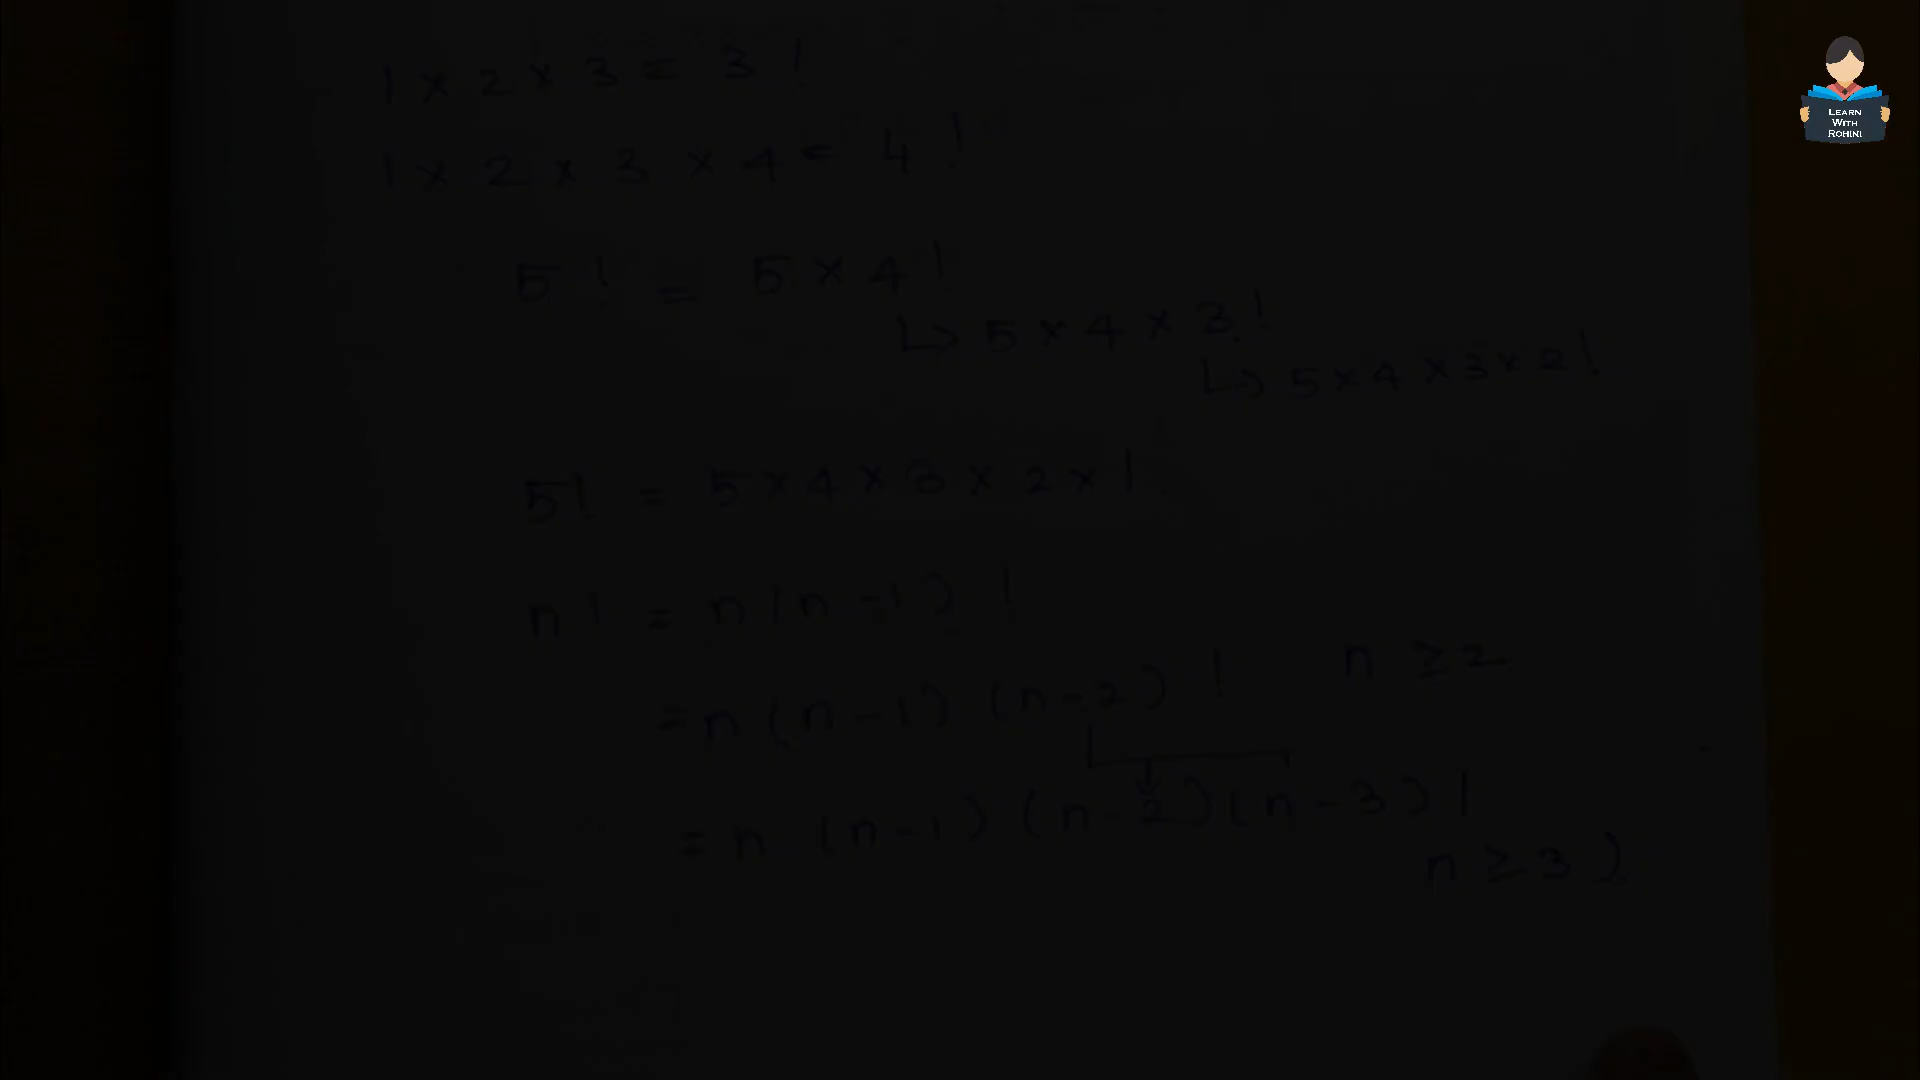 1 × 2 × 3 = 3!
1 × 2 × 3 × 4 = 4!
5! = 5 × 4!
↳ 5 × 4 × 3!
↳ 5 × 4 × 3 × 2!
5! = 5 × 4 × 3 × 2 × 1
n! = n(n-1)!
= n(n-1)(n-2)! n ≥ 2
= n(n-1)(n-2)(n-3)!
n ≥ 3)
LEARN
WITH
ROHINI